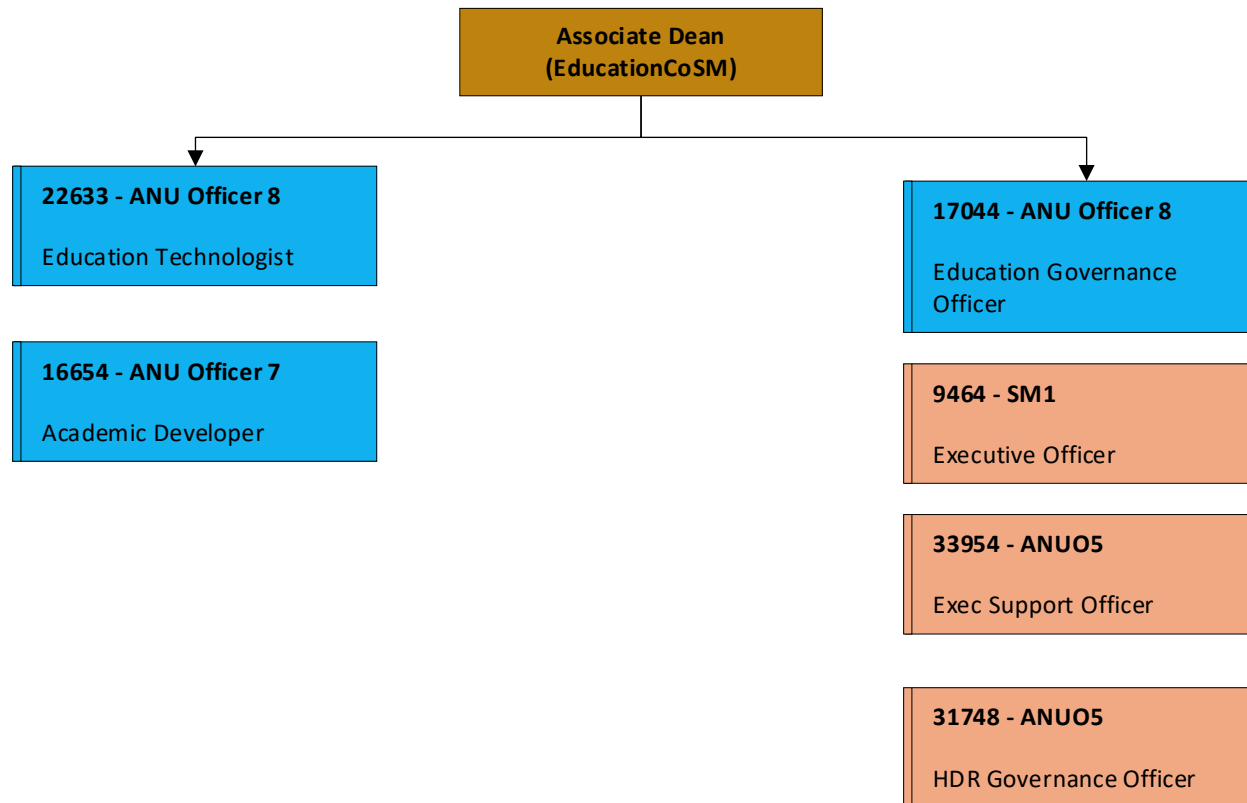 Associate Dean
(EducationCoSM)
22633 - ANU Officer 8
Education Technologist
16654 - ANU Officer 7
Academic Developer
17044 - ANU Officer 8
Education Governance
Officer
9464 - SM1
Executive Officer
33954 - ANUO5
Exec Support Officer
31748 - ANUO5
HDR Governance Officer